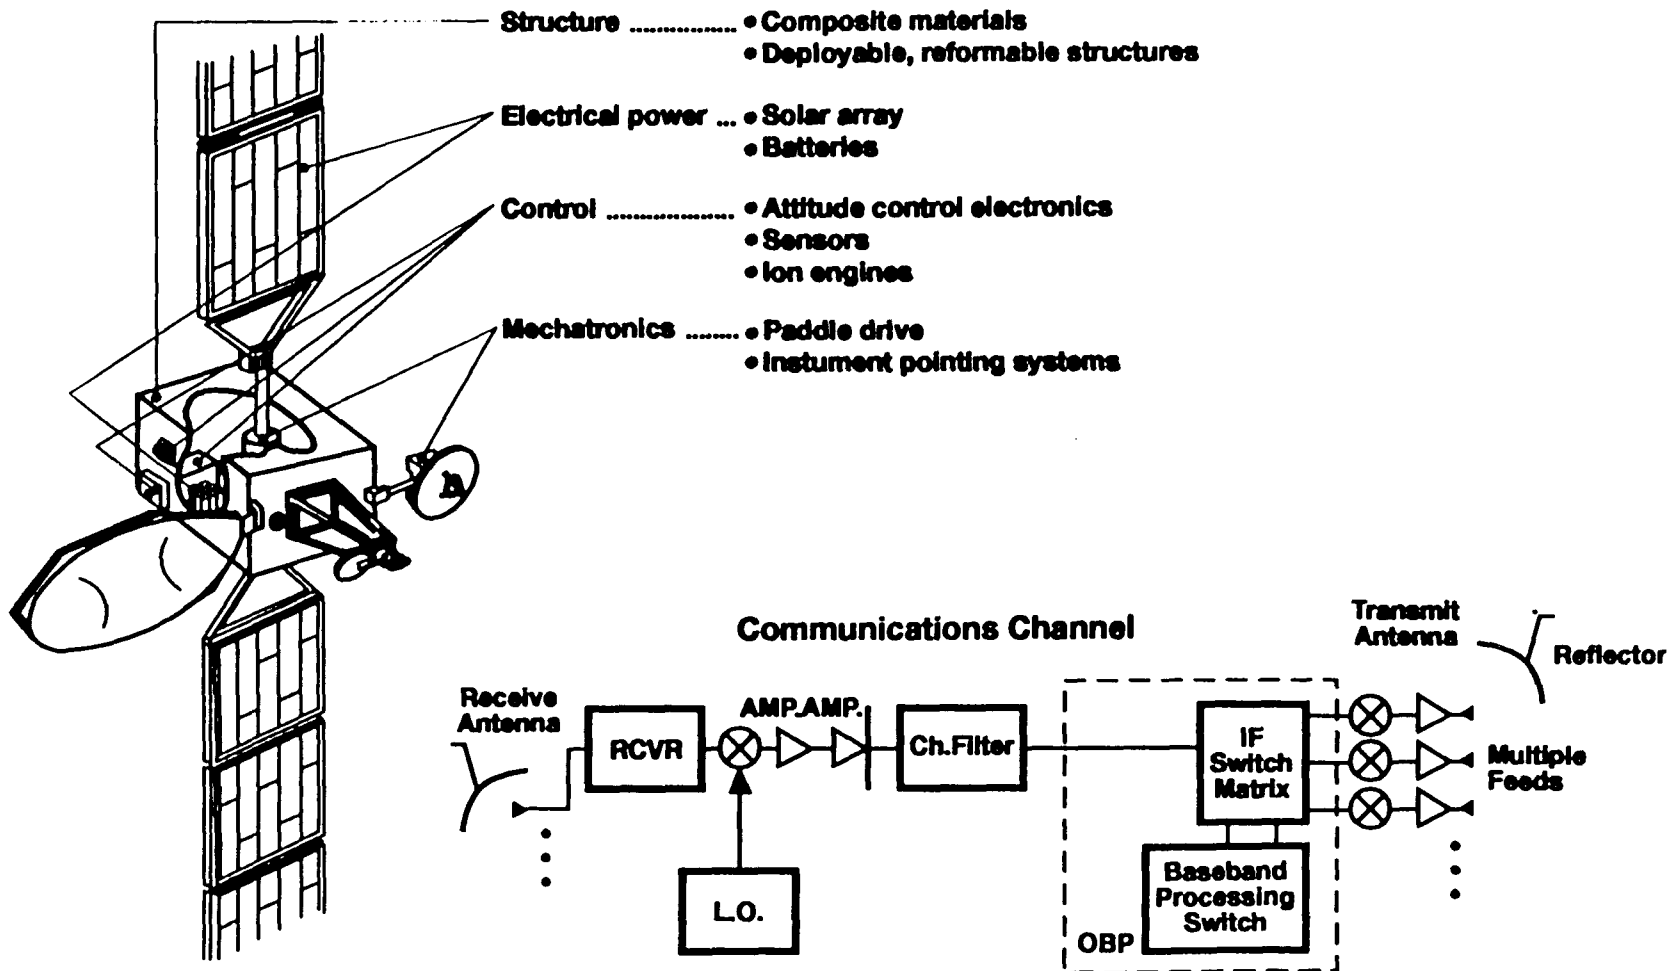 Structure ................ • Composite materials
• Deployable, reformable structures
Electrical power ... • Solar array
• Batteries
Control ................... • Attitude control electronics
• Sensors
• Ion engines
Mechatronics ........ • Paddle drive
• Instument pointing systems
Communications Channel
Receive
Antenna
RCVR
AMP.AMP.
Ch.Filter
L.O.
IF
Switch
Matrix
Baseband
Processing
Switch
OBP
Transmit
Antenna
Reflector
Multiple
Feeds